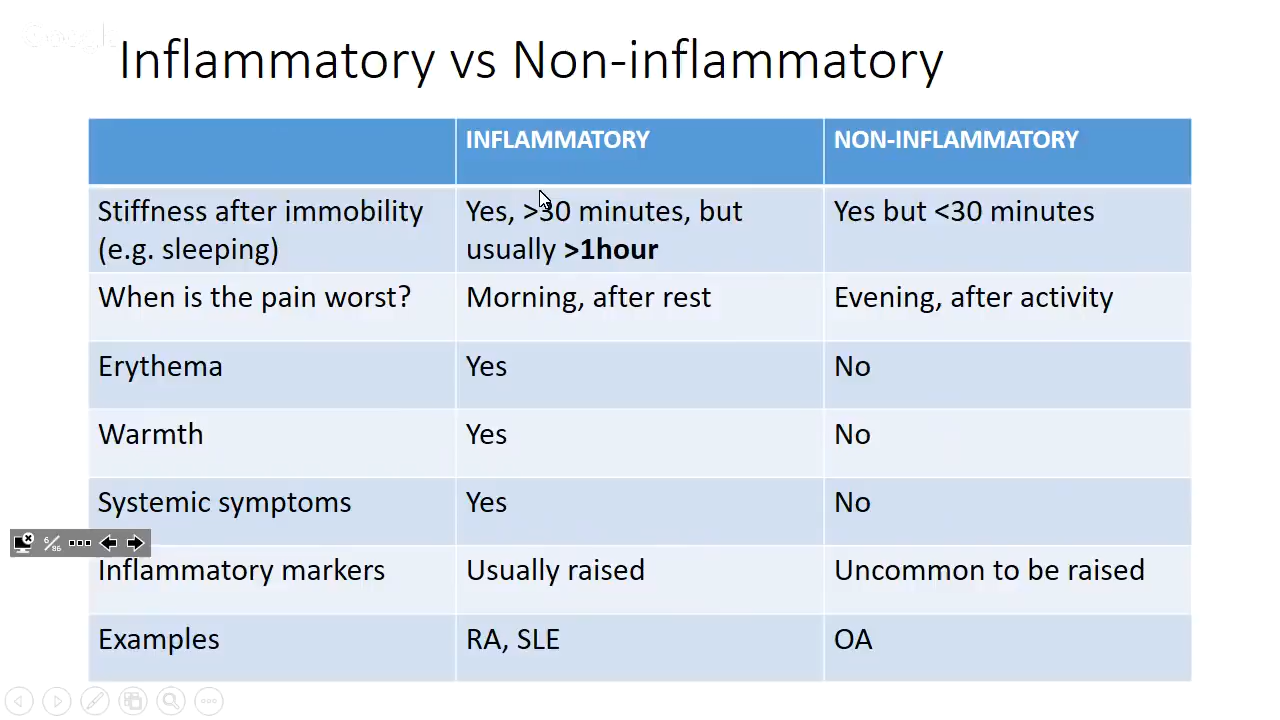 Inflammatory vs Non-inflammatory
INFLAMMATORY
NON-INFLAMMATORY
Stiffness after immobility
(e.g. sleeping)
Yes, >30 minutes, but
usually >1hour
Yes but <30 minutes
When is the pain worst?
Morning, after rest
Evening, after activity
Erythema
Yes
No
Warmth
Yes
No
Systemic symptoms
Yes
No
6/86
Inflammatory markers
Usually raised
Uncommon to be raised
Examples
RA, SLE
OA